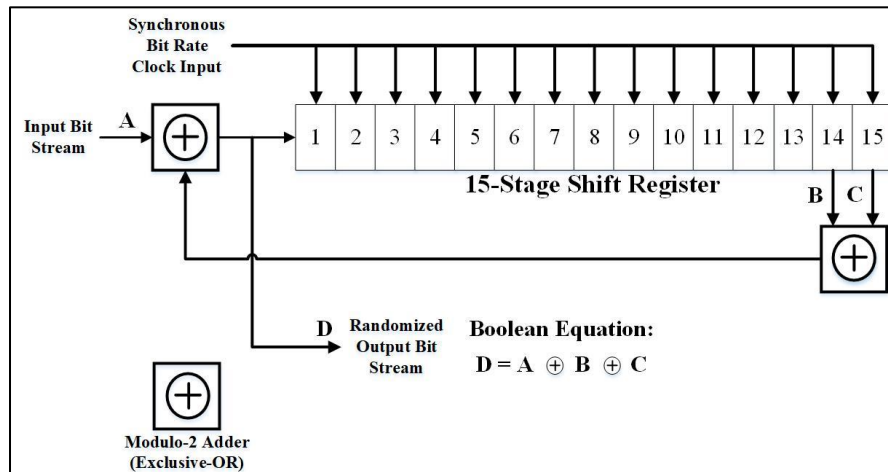 Synchronous
Bit Rate
Clock Input
Input Bit
Stream
A
1 2 3 4 5 6 7 8 9 10 11 12 13 14 15
15-Stage Shift Register
B C
D
Randomized
Output Bit
Stream
Boolean Equation:
D = A ⊕ B ⊕ C
Modulo-2 Adder
(Exclusive-OR)